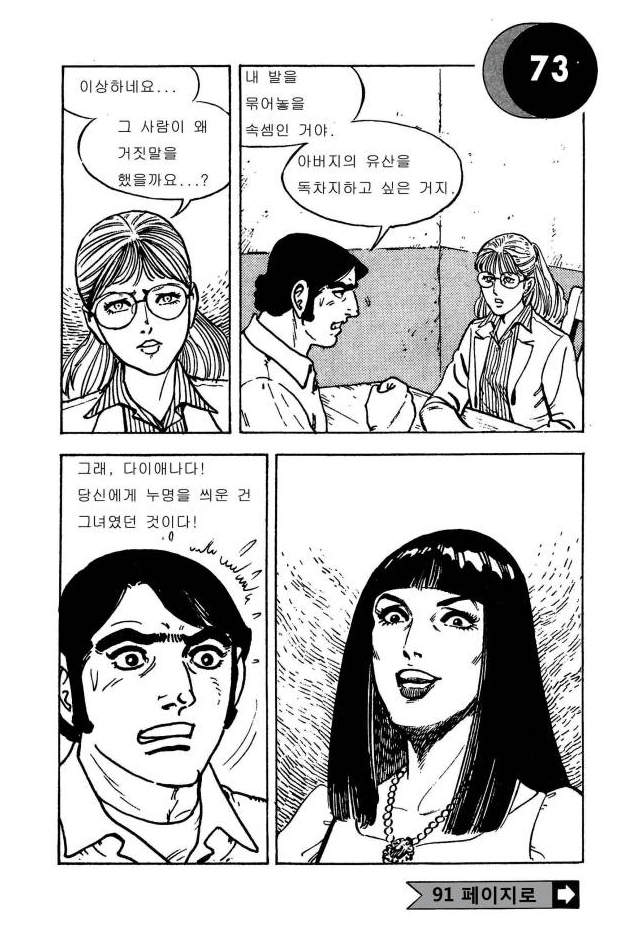 73
이상하네요...
그 사람이 왜
거짓말을
했을까요...?
내 발을
묶어놓을
속셈인 거야.
아버지의 유산을
독차지하고 싶은 거지.
그래, 다이애나다!
당신에게 누명을 씌운 건
그녀였던 것이다!
91 페이지로